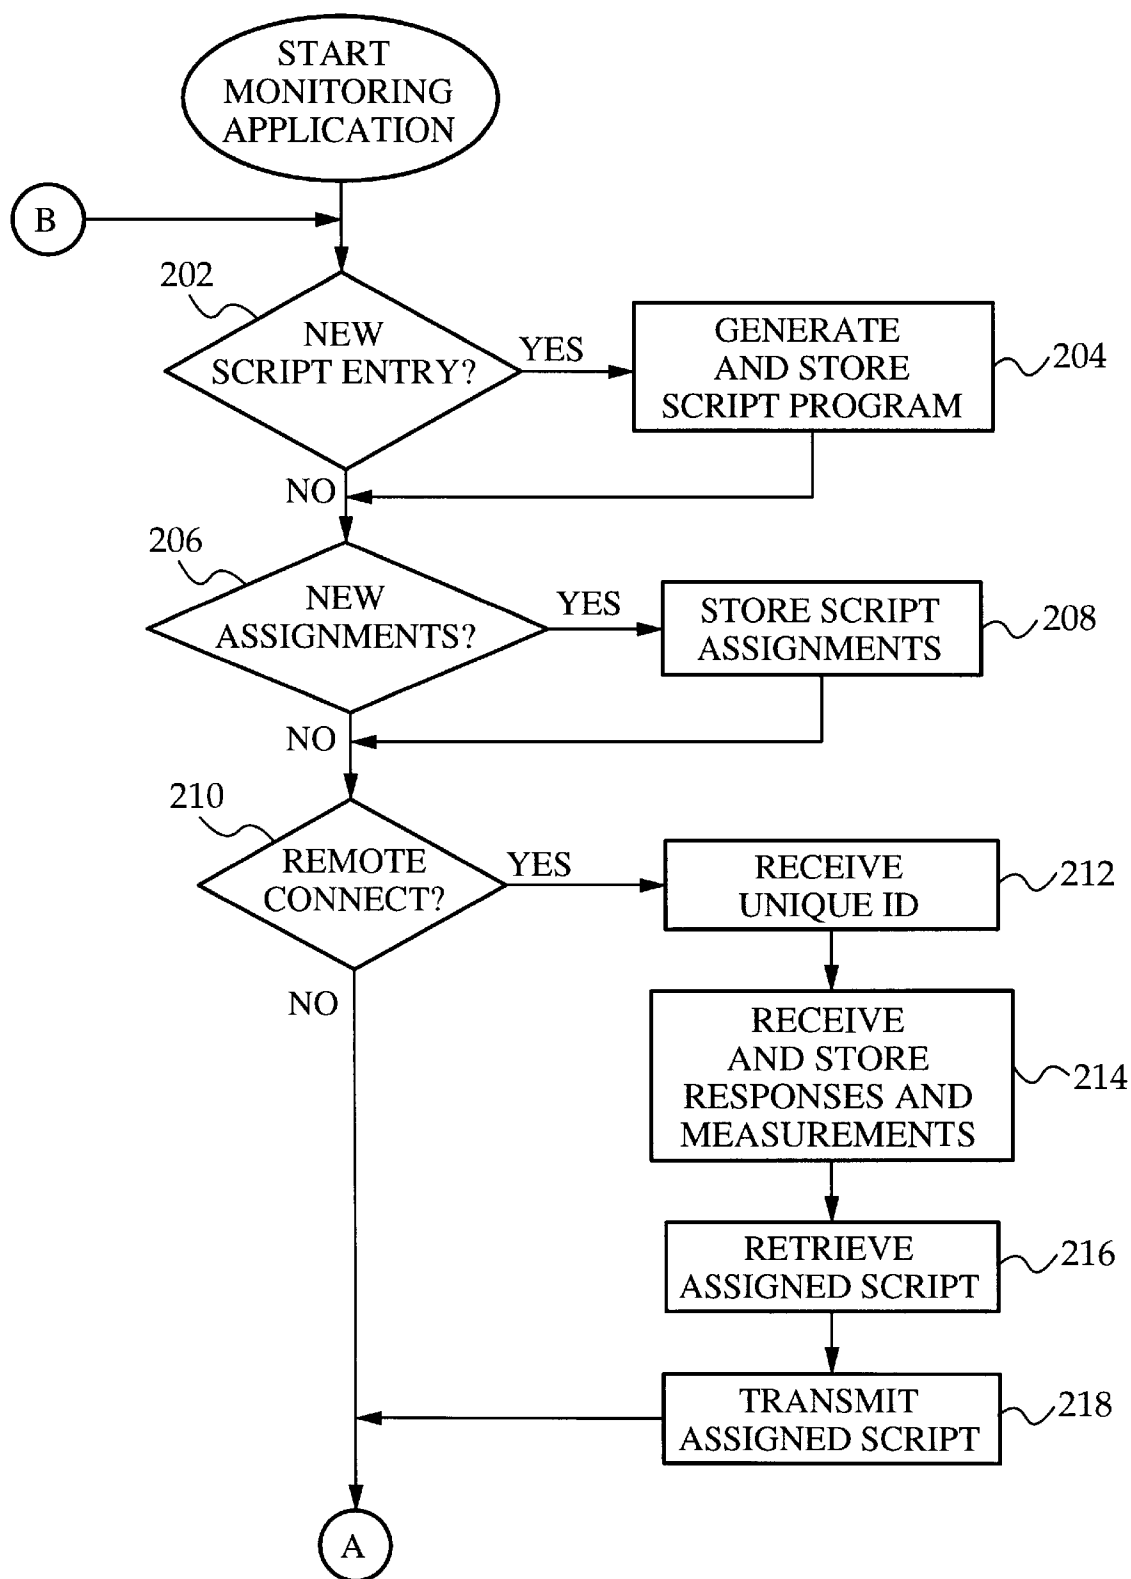 START
MONITORING
APPLICATION
B
202
NEW
SCRIPT ENTRY?
YES
GENERATE
AND STORE
SCRIPT PROGRAM
204
NO
206
NEW
ASSIGNMENTS?
YES
STORE SCRIPT
ASSIGNMENTS
208
NO
210
REMOTE
CONNECT?
YES
RECEIVE
UNIQUE ID
212
NO
RECEIVE
AND STORE
RESPONSES AND
MEASUREMENTS
214
RETRIEVE
ASSIGNED SCRIPT
216
TRANSMIT
ASSIGNED SCRIPT
218
A